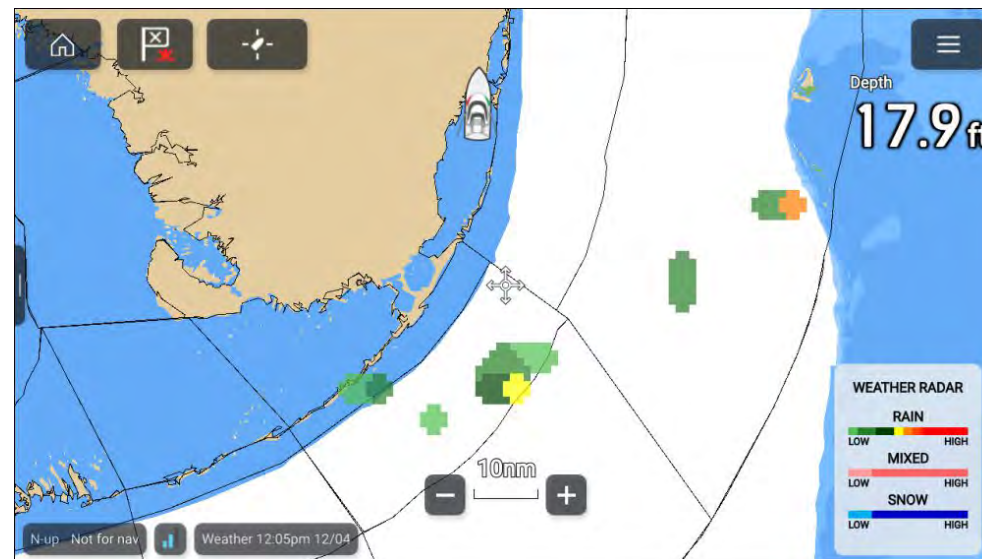 Depth
17.9 ft
WEATHER RADAR
RAIN
LOW HIGH
MIXED
LOW HIGH
SNOW
LOW HIGH
10nm
N-up Not for nav
Weather 12:05pm 12/04